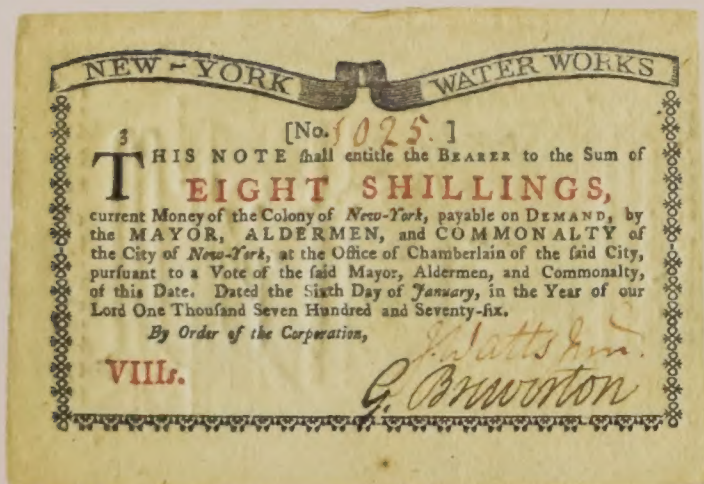 NEW-YORK WATER WORKS
[No. 1025. ]
3
THIS NOTE ſhall entitle the BEARER to the Sum of
EIGHT SHILLINGS,
current Money of the Colony of New-York, payable on DEMAND, by
the MAYOR, ALDERMEN, and COMMONALTY of
the City of New-York, at the Office of Chamberlain of the ſaid City,
purſuant to a Vote of the ſaid Mayor, Aldermen, and Commonalty,
of this Date. Dated the Sixth Day of January, in the Year of our
Lord One Thouſand Seven Hundred and Seventy-ſix.
By Order of the Corporation,
J. Watts Jun.
VIIIs.
G. Brewerton